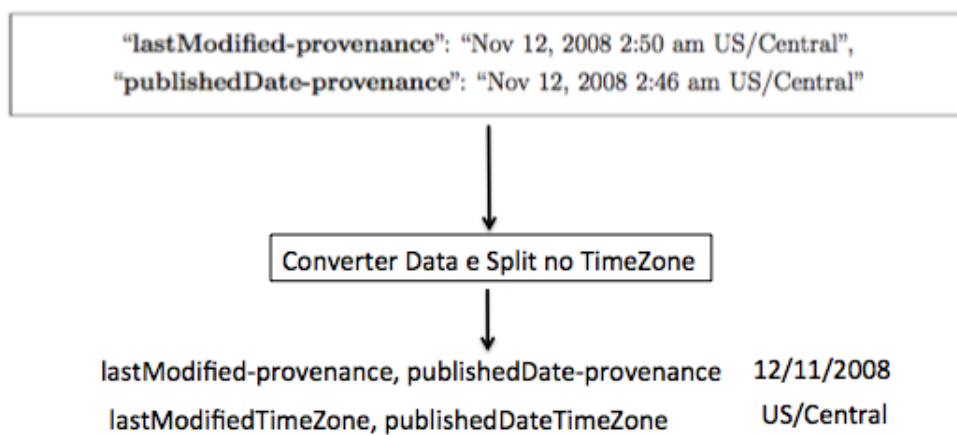 “lastModified-provenance”: “Nov 12, 2008 2:50 am US/Central”,
“publishedDate-provenance”: “Nov 12, 2008 2:46 am US/Central”
Converter Data e Split no TimeZone
lastModified-provenance, publishedDate-provenance 12/11/2008
lastModifiedTimeZone, publishedDateTimeZone US/Central